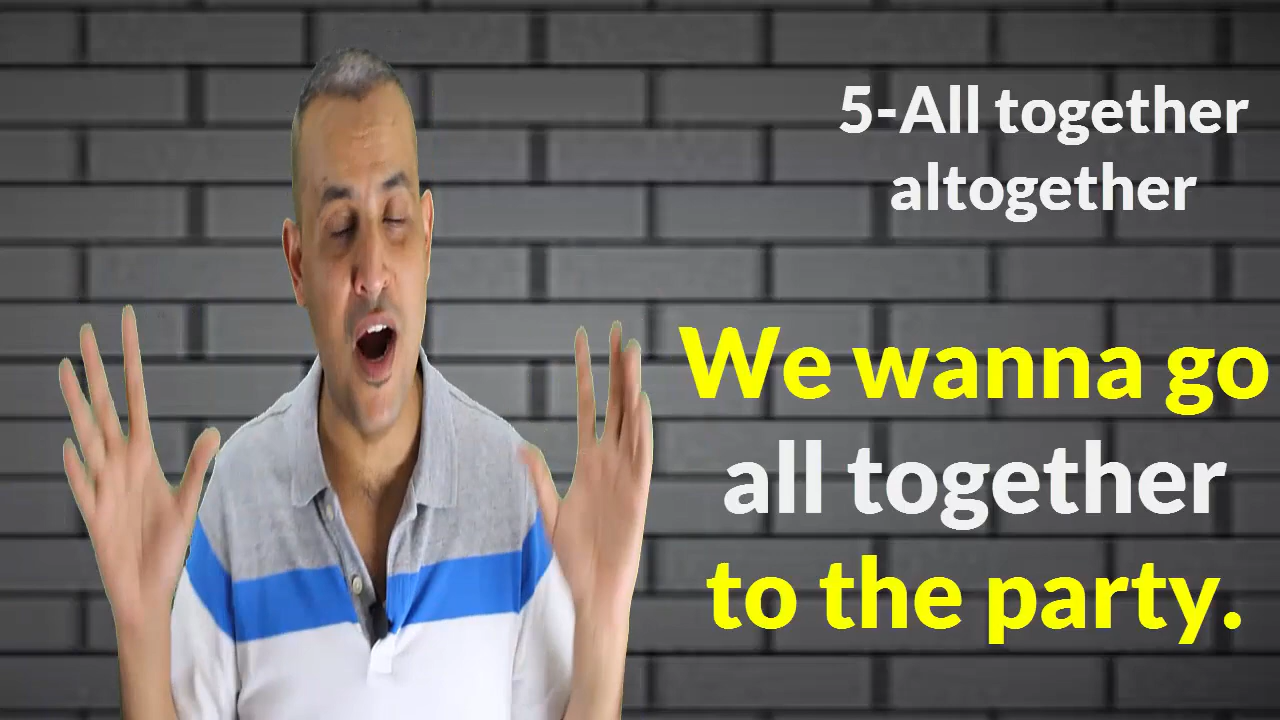 5-All together
altogether
We wanna go
all together
to the party.